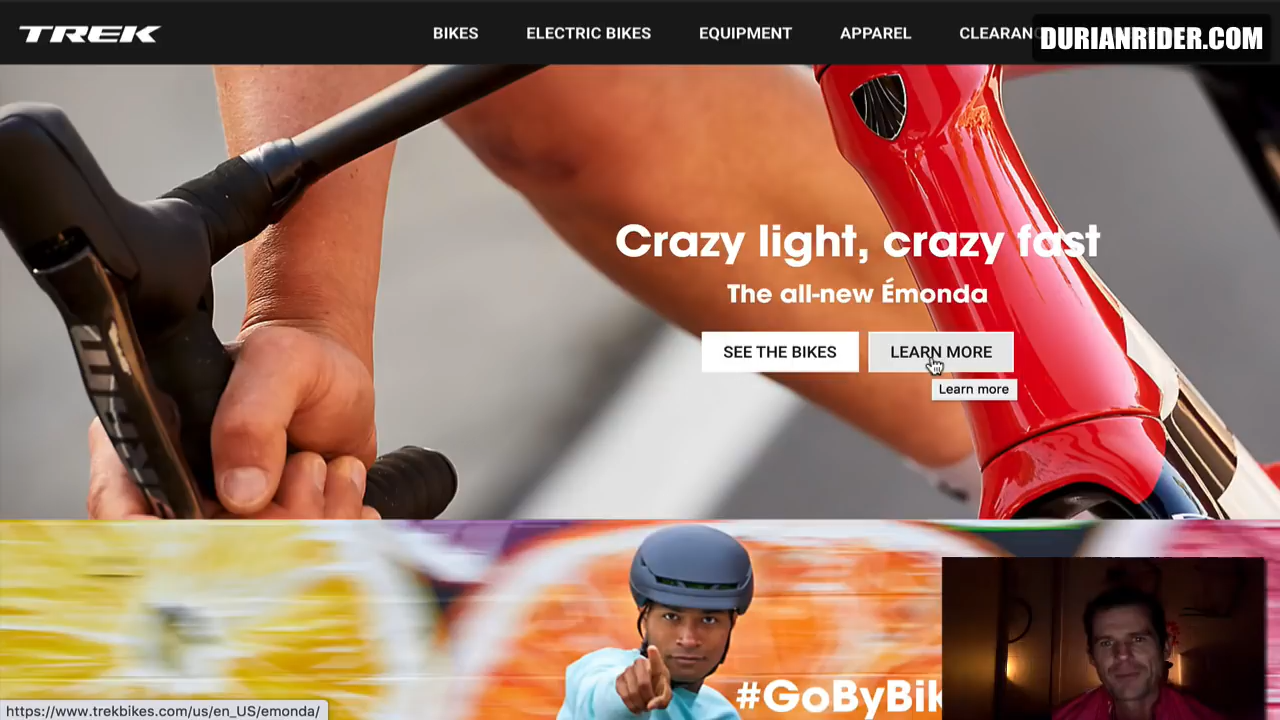 TREK
BIKES
ELECTRIC BIKES
EQUIPMENT
APPAREL
CLEARANC
DURIANRIDER.COM
Crazy light, crazy fast
The all-new Émonda
SEE THE BIKES
LEARN MORE
Learn more
#GoByBik
https://www.trekbikes.com/us/en_US/emonda/